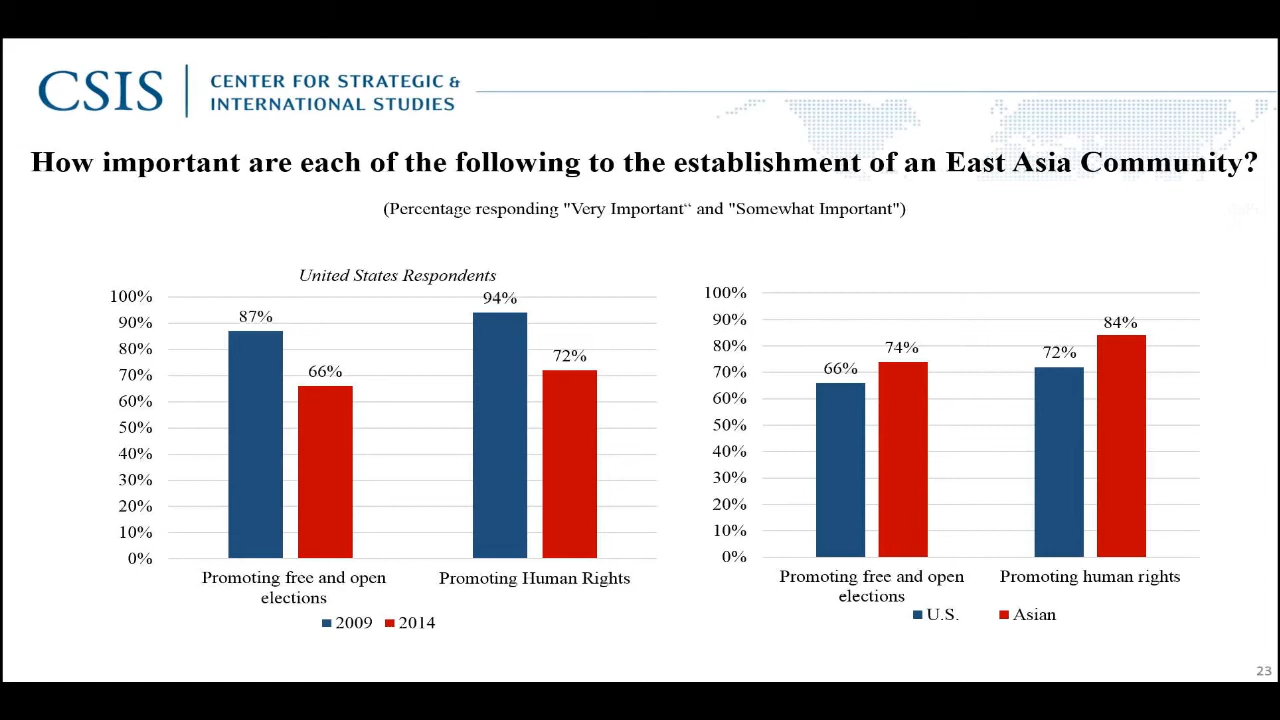 CSIS
CENTER FOR STRATEGIC &
INTERNATIONAL STUDIES
How important are each of the following to the establishment of an East Asia Community?
(Percentage responding "Very Important“ and "Somewhat Important")
United States Respondents
100%
90%
80%
70%
60%
50%
40%
30%
20%
10%
0%
87%
66%
94%
72%
Promoting free and open
elections
Promoting Human Rights
2009
2014
100%
90%
80%
70%
60%
50%
40%
30%
20%
10%
0%
66%
74%
72%
84%
Promoting free and open
elections
Promoting human rights
U.S.
Asian
23